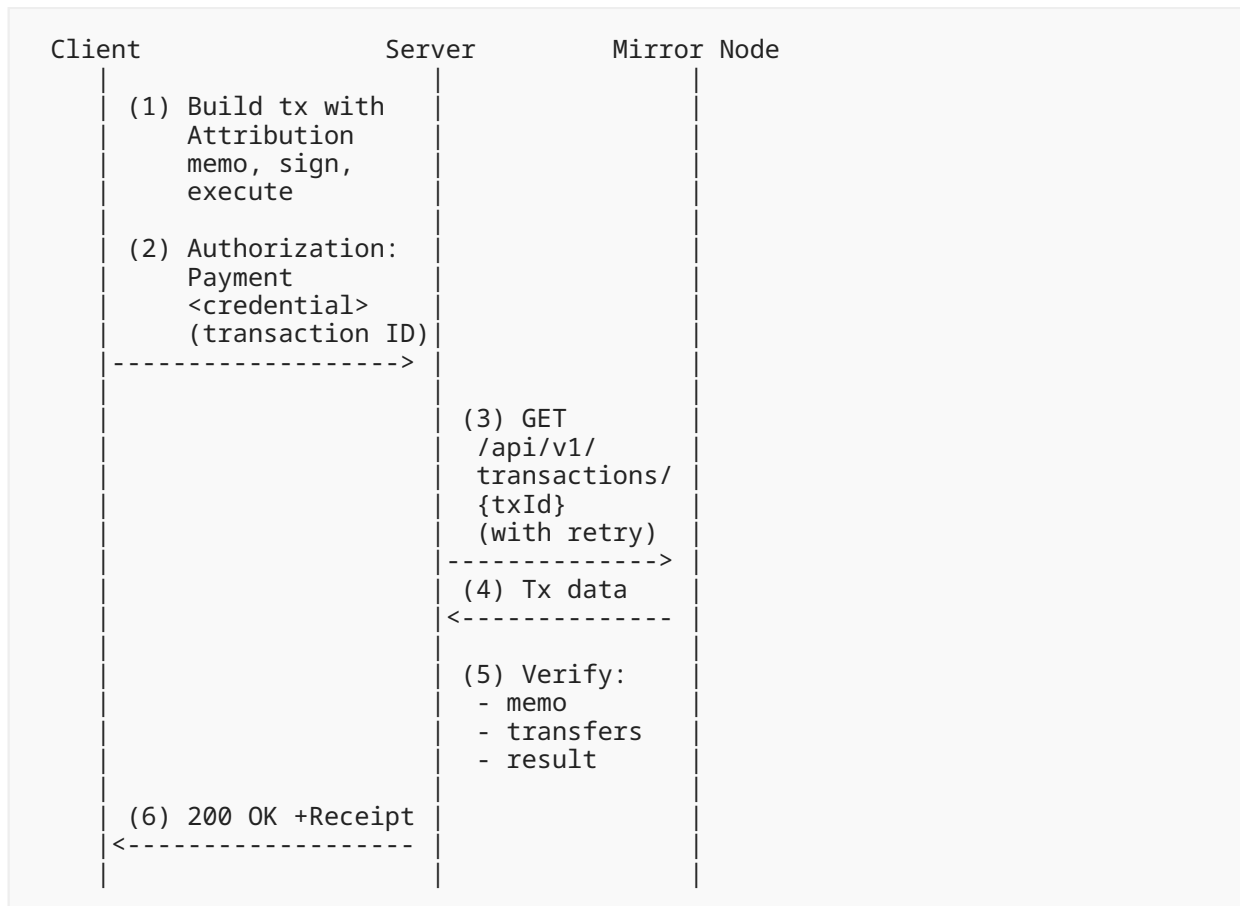 Client Server Mirror Node
(1) Build tx with
Attribution
memo, sign,
execute
(2) Authorization:
Payment
<credential>
(transaction ID)
(3) GET
/api/v1/
transactions/
{txId}
(with retry)
(4) Tx data
(5) Verify:
- memo
- transfers
- result
(6) 200 OK +Receipt